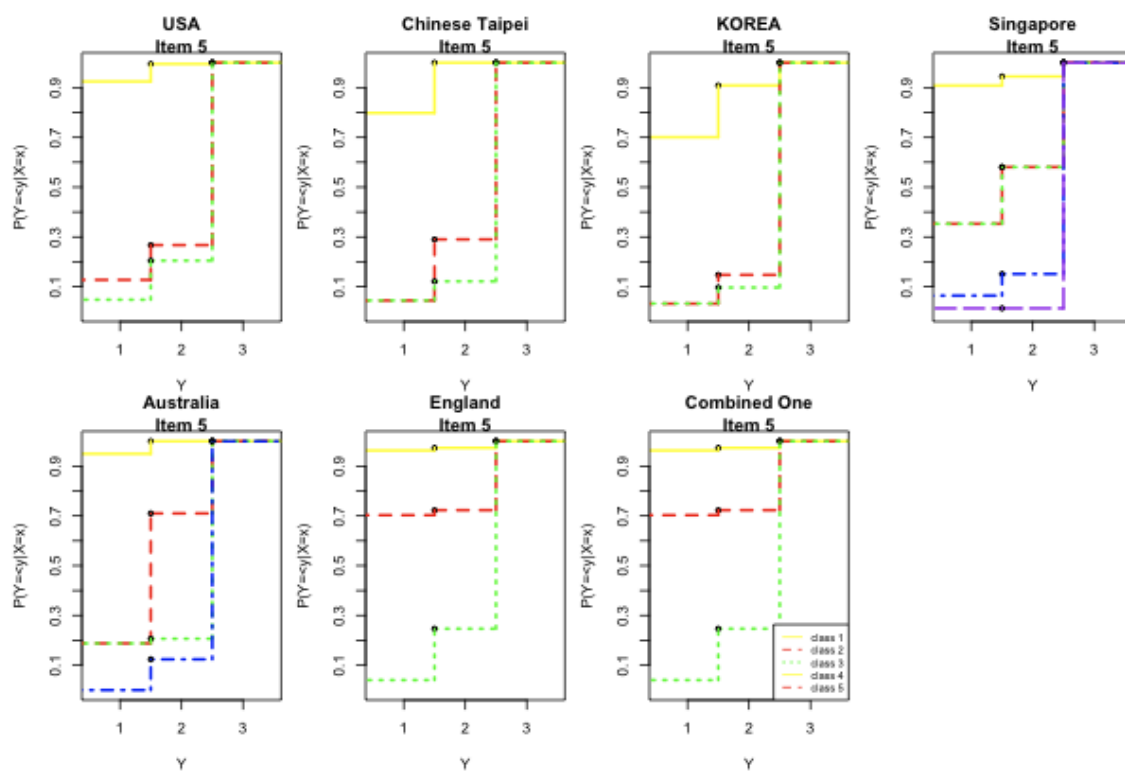 USA
Item 5
P(Y=<y|X=x)
0.1 0.3 0.5 0.7 0.9
1 2 3
Y
Chinese Taipei
Item 5
P(Y=<y|X=x)
0.1 0.3 0.5 0.7 0.9
1 2 3
Y
KOREA
Item 5
P(Y=<y|X=x)
0.1 0.3 0.5 0.7 0.9
1 2 3
Y
Singapore
Item 5
P(Y=<y|X=x)
0.1 0.3 0.5 0.7 0.9
1 2 3
Y
Australia
Item 5
P(Y=<y|X=x)
0.1 0.3 0.5 0.7 0.9
1 2 3
Y
England
Item 5
P(Y=<y|X=x)
0.1 0.3 0.5 0.7 0.9
1 2 3
Y
Combined One
Item 5
P(Y=<y|X=x)
0.1 0.3 0.5 0.7 0.9
1 2 3
Y
class 1
class 2
class 3
class 4
class 5